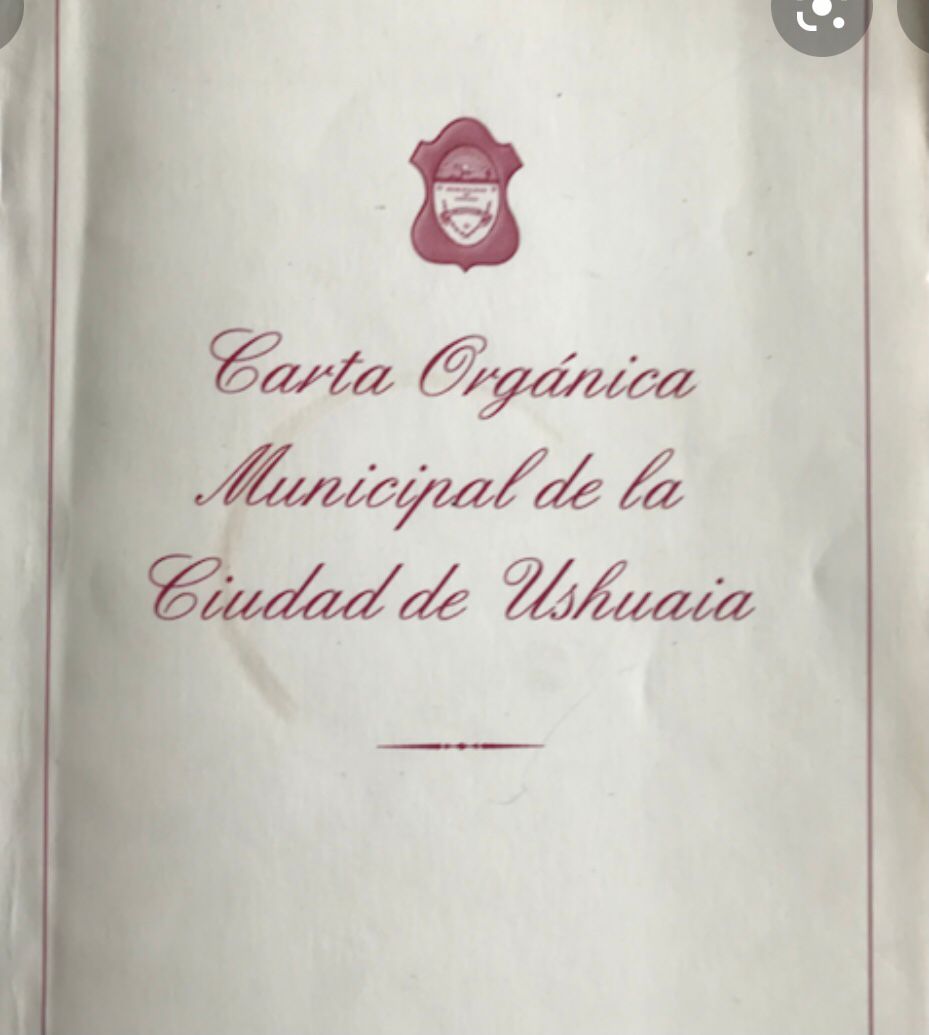 Carta Orgánica
Municipal de la
Ciudad de Ushuaia